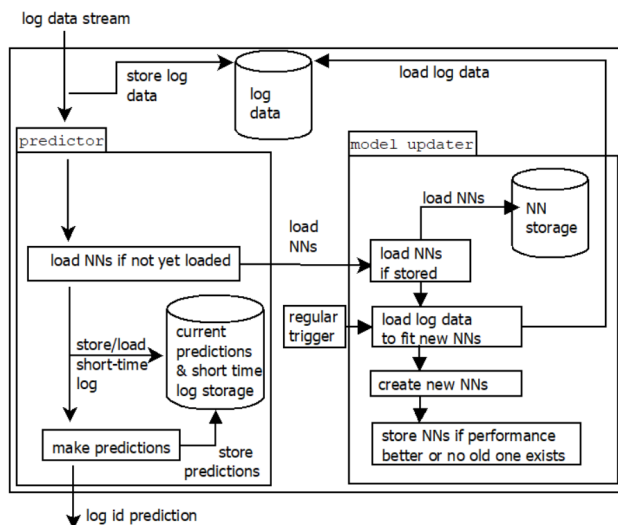 log data stream
store log
data
log
data
load log data
predictor
model updater
load NNs
NN
storage
load
NNs
load NNs if not yet loaded
load NNs
if stored
regular
trigger
load log data
to fit new NNs
store/load
short-time
log
current
predictions
& short time
log storage
create new NNs
make predictions
store
predictions
store NNs if performance
better or no old one exists
log id prediction